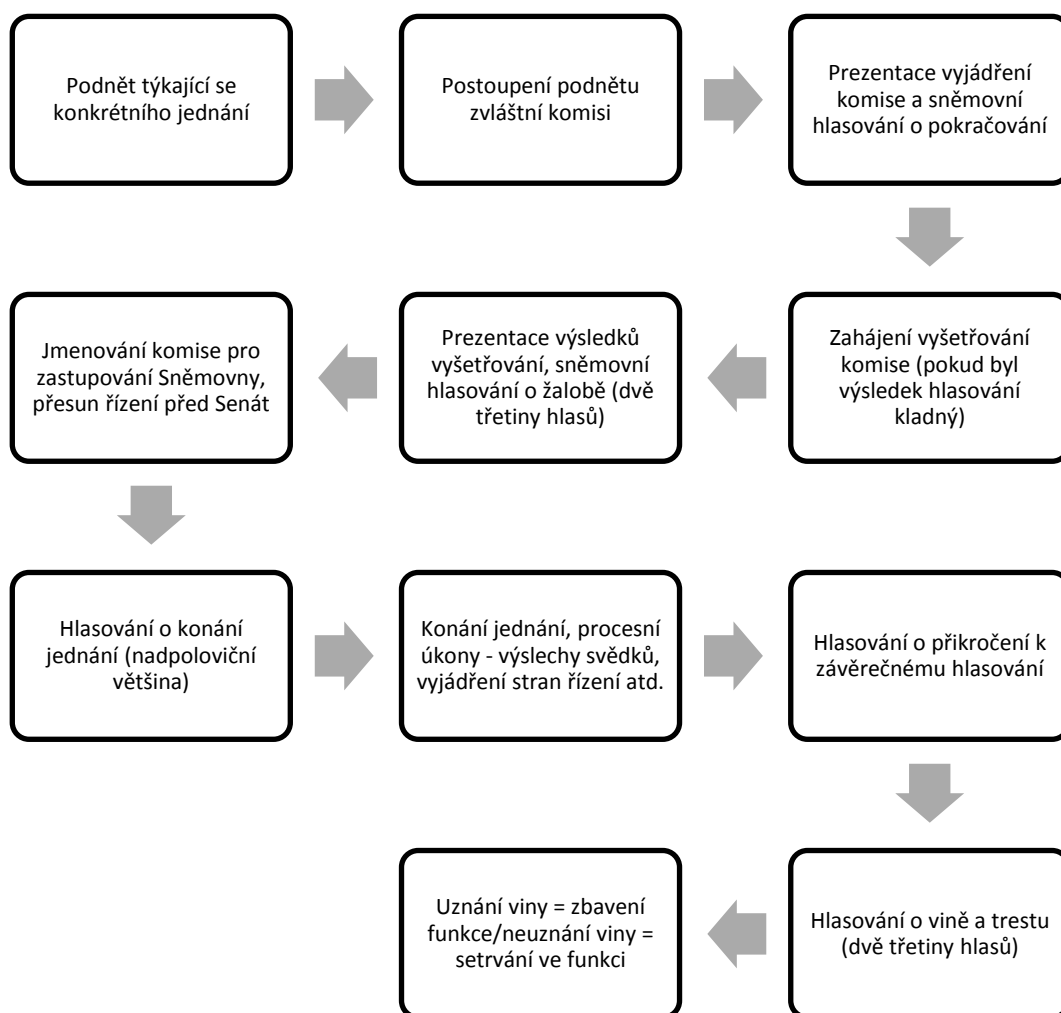 Podnět týkající se
konkrétního jednání
Postoupení podnětu
zvláštní komisi
Prezentace vyjádření
komise a sněmovní
hlasování o pokračování
Zahájení vyšetřování
komise (pokud byl
výsledek hlasování
kladný)
Prezentace výsledků
vyšetřování, sněmovní
hlasování o žalobě (dvě
třetiny hlasů)
Jmenování komise pro
zastupování Sněmovny,
přesun řízení před Senát
Hlasování o konání
jednání (nadpoloviční
většina)
Konání jednání, procesní
úkony - výslechy svědků,
vyjádření stran řízení atd.
Hlasování o přikročení k
závěrečnému hlasování
Hlasování o vině a trestu
(dvě třetiny hlasů)
Uznání viny = zbavení
funkce/neuznání viny =
setrvání ve funkci